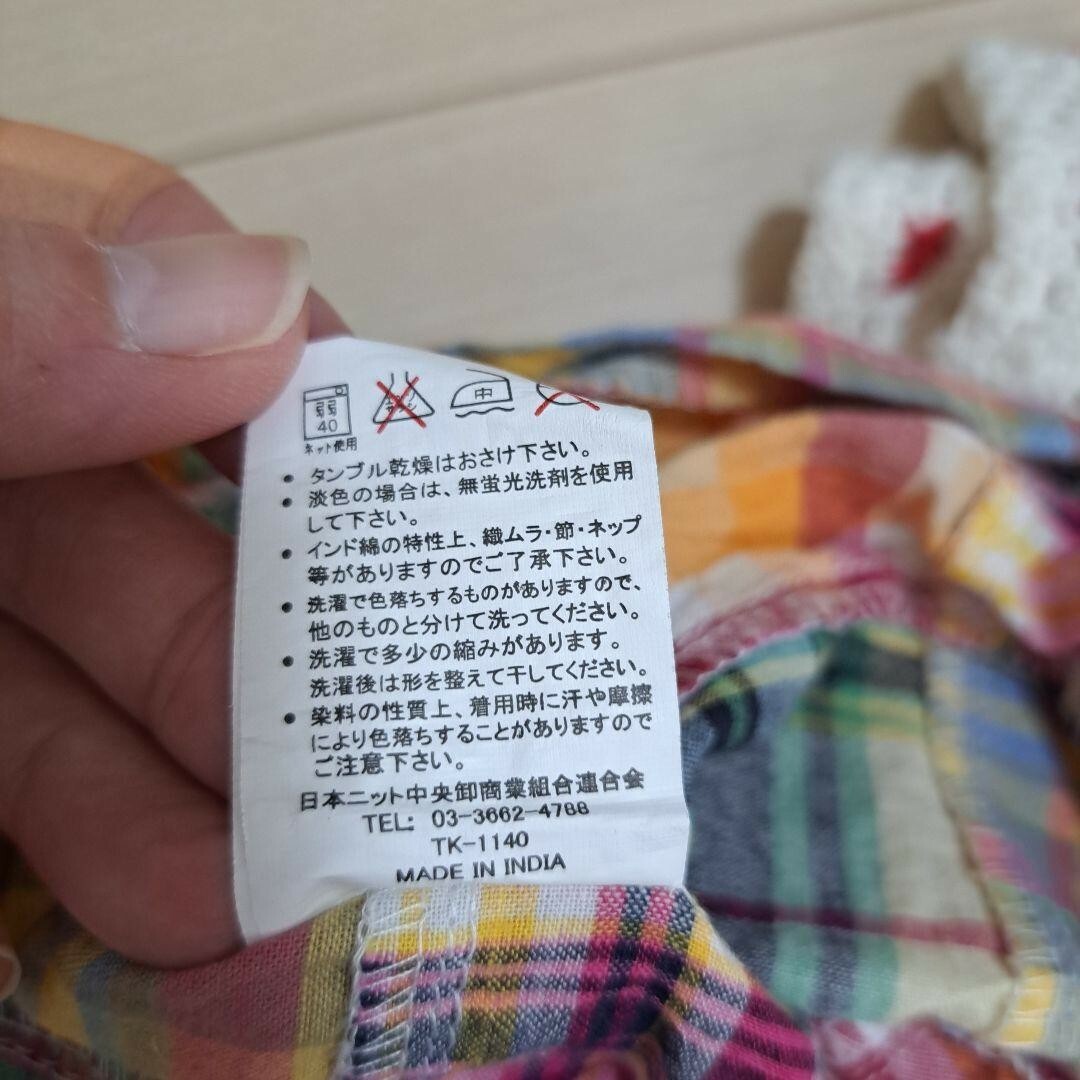 弱
40
中
ネット使用
• タンブル乾燥はおさけ下さい。
• 淡色の場合は、無蛍光洗剤を使用
して下さい。
• インド綿の特性上、織ムラ・節・ネップ
等がありますのでご了承下さい。
• 洗濯で色落ちするものがありますので、
他のものと分けて洗ってください。
• 洗濯で多少の縮みがあります。
洗濯後は形を整えて干してください。
• 染料の性質上、着用時に汗や摩擦
により色落ちすることがありますので
ご注意下さい。
日本ニット中央卸商業組合連合会
TEL: 03-3662-4788
TK-1140
MADE IN INDIA